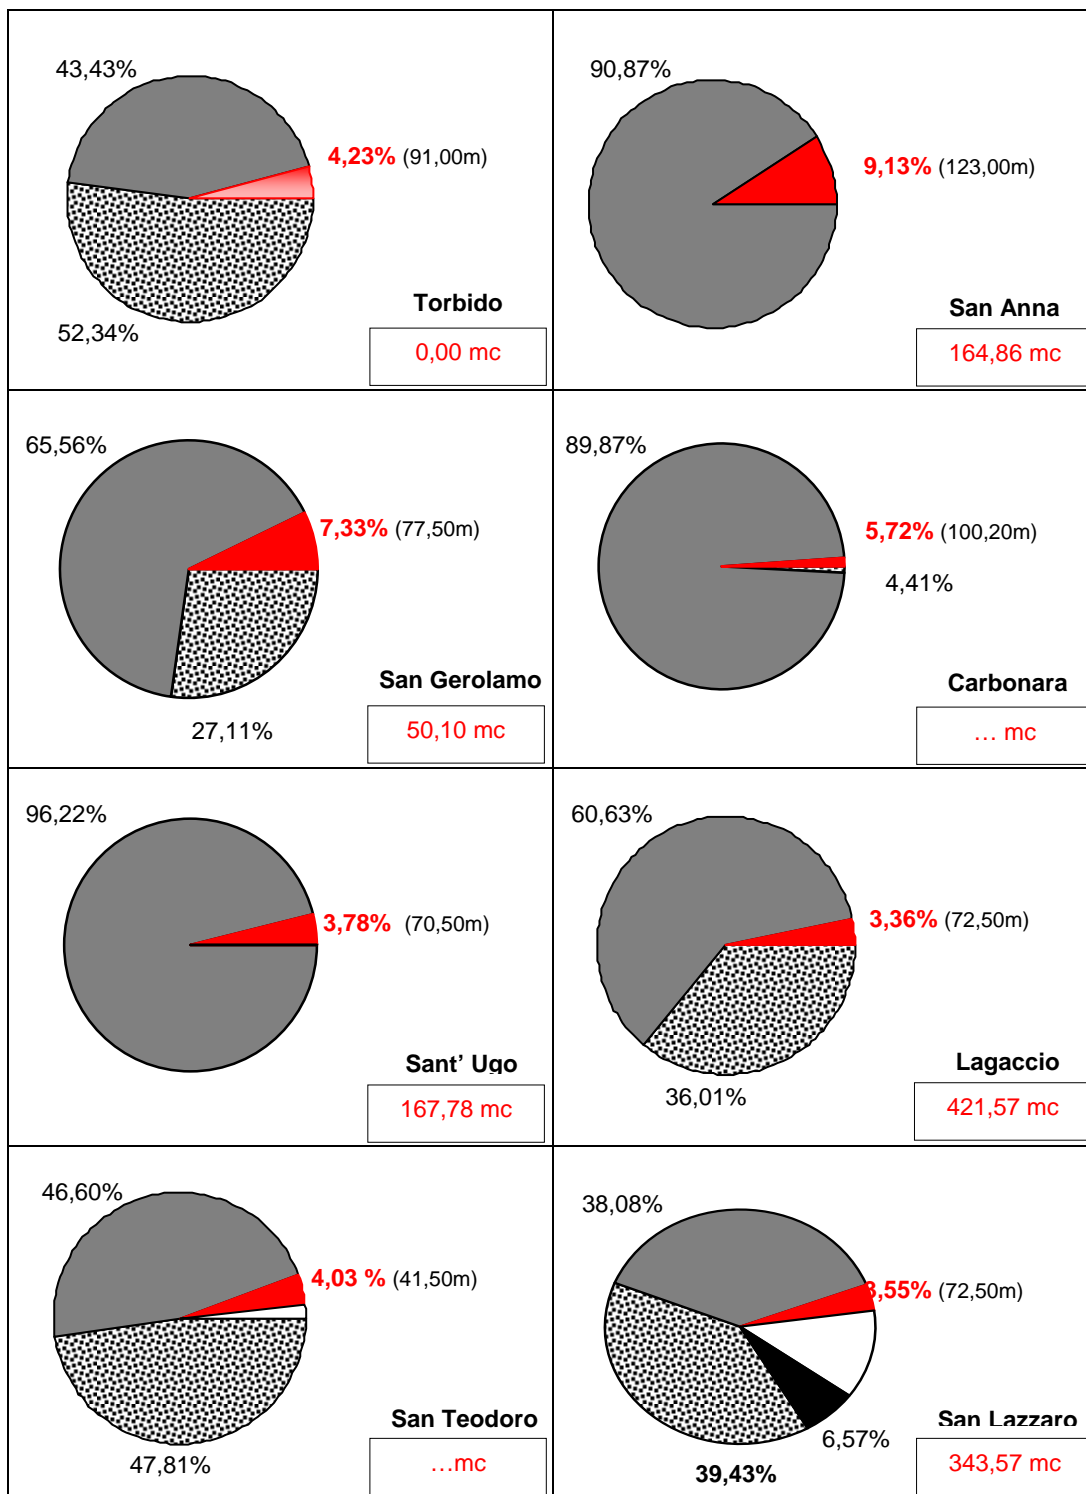 43,43%
4,23% (91,00m)
52,34%
Torbido
0,00 mc
90,87%
9,13% (123,00m)
San Anna
164,86 mc
65,56%
7,33% (77,50m)
27,11%
San Gerolamo
50,10 mc
89,87%
5,72% (100,20m)
4,41%
Carbonara
… mc
96,22%
3,78% (70,50m)
Sant' Ugo
167,78 mc
60,63%
3,36% (72,50m)
36,01%
Lagaccio
421,57 mc
46,60%
4,03 % (41,50m)
47,81%
San Teodoro
…mc
38,08%
3,55% (72,50m)
6,57%
39,43%
San Lazzaro
343,57 mc